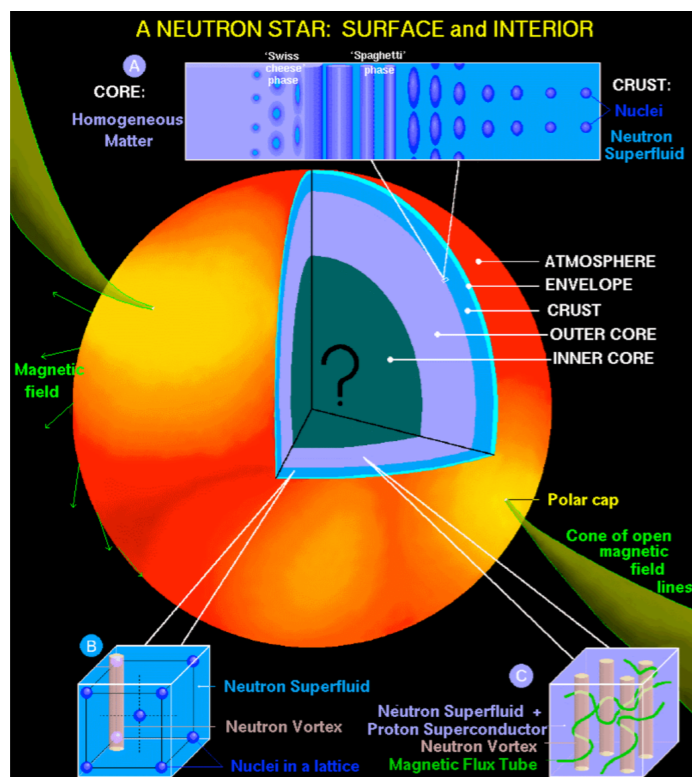 A NEUTRON STAR: SURFACE and INTERIOR
'Swiss
cheese'
phase
'Spaghetti'
phase
A
CORE:
Homogeneous
Matter
CRUST:
Nuclei
Neutron
Superfluid
ATMOSPHERE
ENVELOPE
CRUST
OUTER CORE
INNER CORE
?
Magnetic
field
Polar cap
Cone of open
magnetic
field
lines
B
Neutron Superfluid
Neutron Vortex
Nuclei in a lattice
C
Neutron Superfluid +
Proton Superconductor
Neutron Vortex
Magnetic Flux Tube